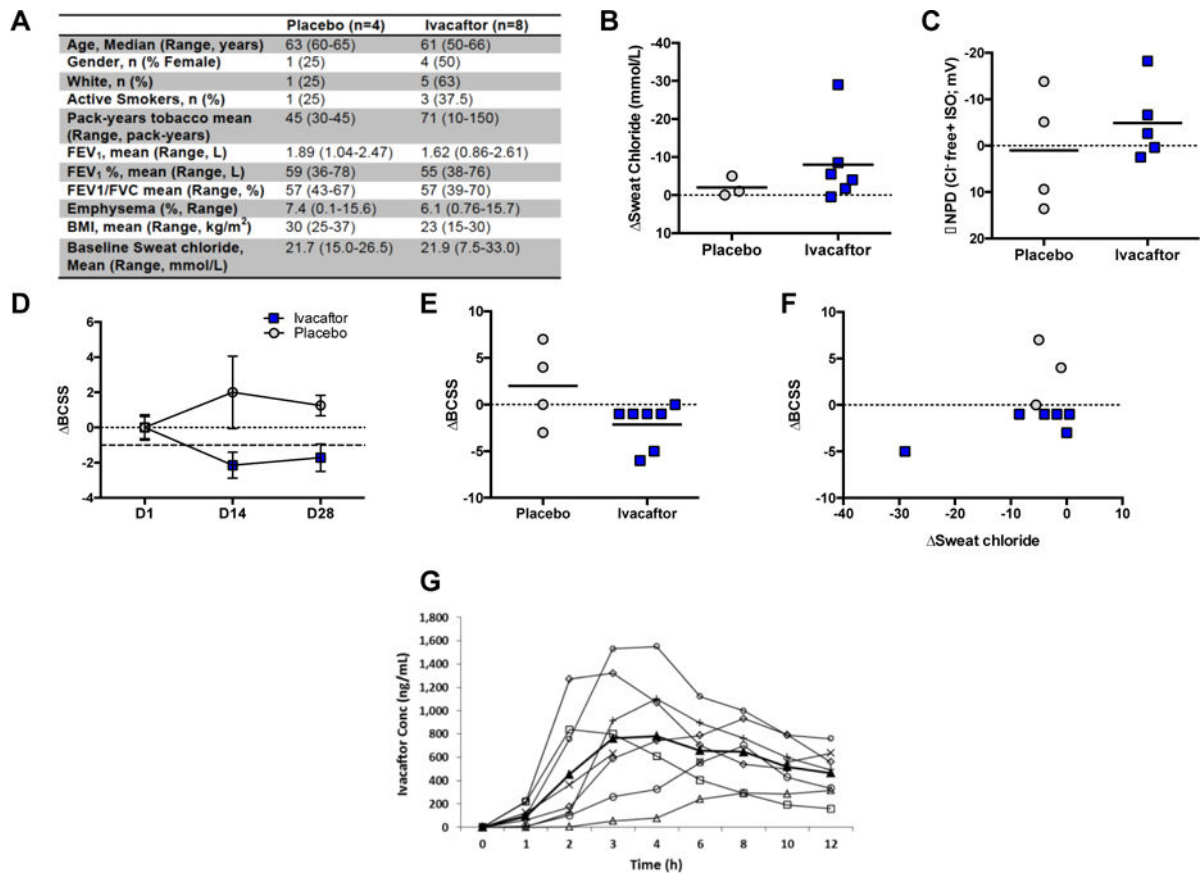 A
Placebo (n=4) Ivacaftor (n=8)
Age, Median (Range, years) 63 (60-65) 61 (50-66)
Gender, n (% Female) 1 (25) 4 (50)
White, n (%) 1 (25) 5 (63)
Active Smokers, n (%) 1 (25) 3 (37.5)
Pack-years tobacco mean 45 (30-45) 71 (10-150)
(Range, pack-years)
FEV₁, mean (Range, L) 1.89 (1.04-2.47) 1.62 (0.86-2.61)
FEV₁ %, mean (Range, L) 59 (36-78) 55 (38-76)
FEV1/FVC mean (Range, %) 57 (43-67) 57 (39-70)
Emphysema (%, Range) 7.4 (0.1-15.6) 6.1 (0.76-15.7)
BMI, mean (Range, kg/m²) 30 (25-37) 23 (15-30)
Baseline Sweat chloride, 21.7 (15.0-26.5) 21.9 (7.5-33.0)
Mean (Range, mmol/L)
B
ΔSweat Chloride (mmol/L)
-40
-30
-20
-10
0
10
Placebo Ivacaftor
C
▯NPD (Cl⁻ free+ ISO; mV)
-20
-10
0
10
20
Placebo Ivacaftor
D
Ivacaftor
Placebo
ΔBCSS
6
4
2
0
-2
-4
D1 D14 D28
E
ΔBCSS
10
5
0
-5
-10
Placebo Ivacaftor
F
ΔBCSS
10
5
0
-5
-10
-40 -30 -20 -10 0 10
ΔSweat chloride
G
Ivacaftor Conc (ng/mL)
1,800
1,600
1,400
1,200
1,000
800
600
400
200
0
0 1 2 3 4 6 8 10 12
Time (h)